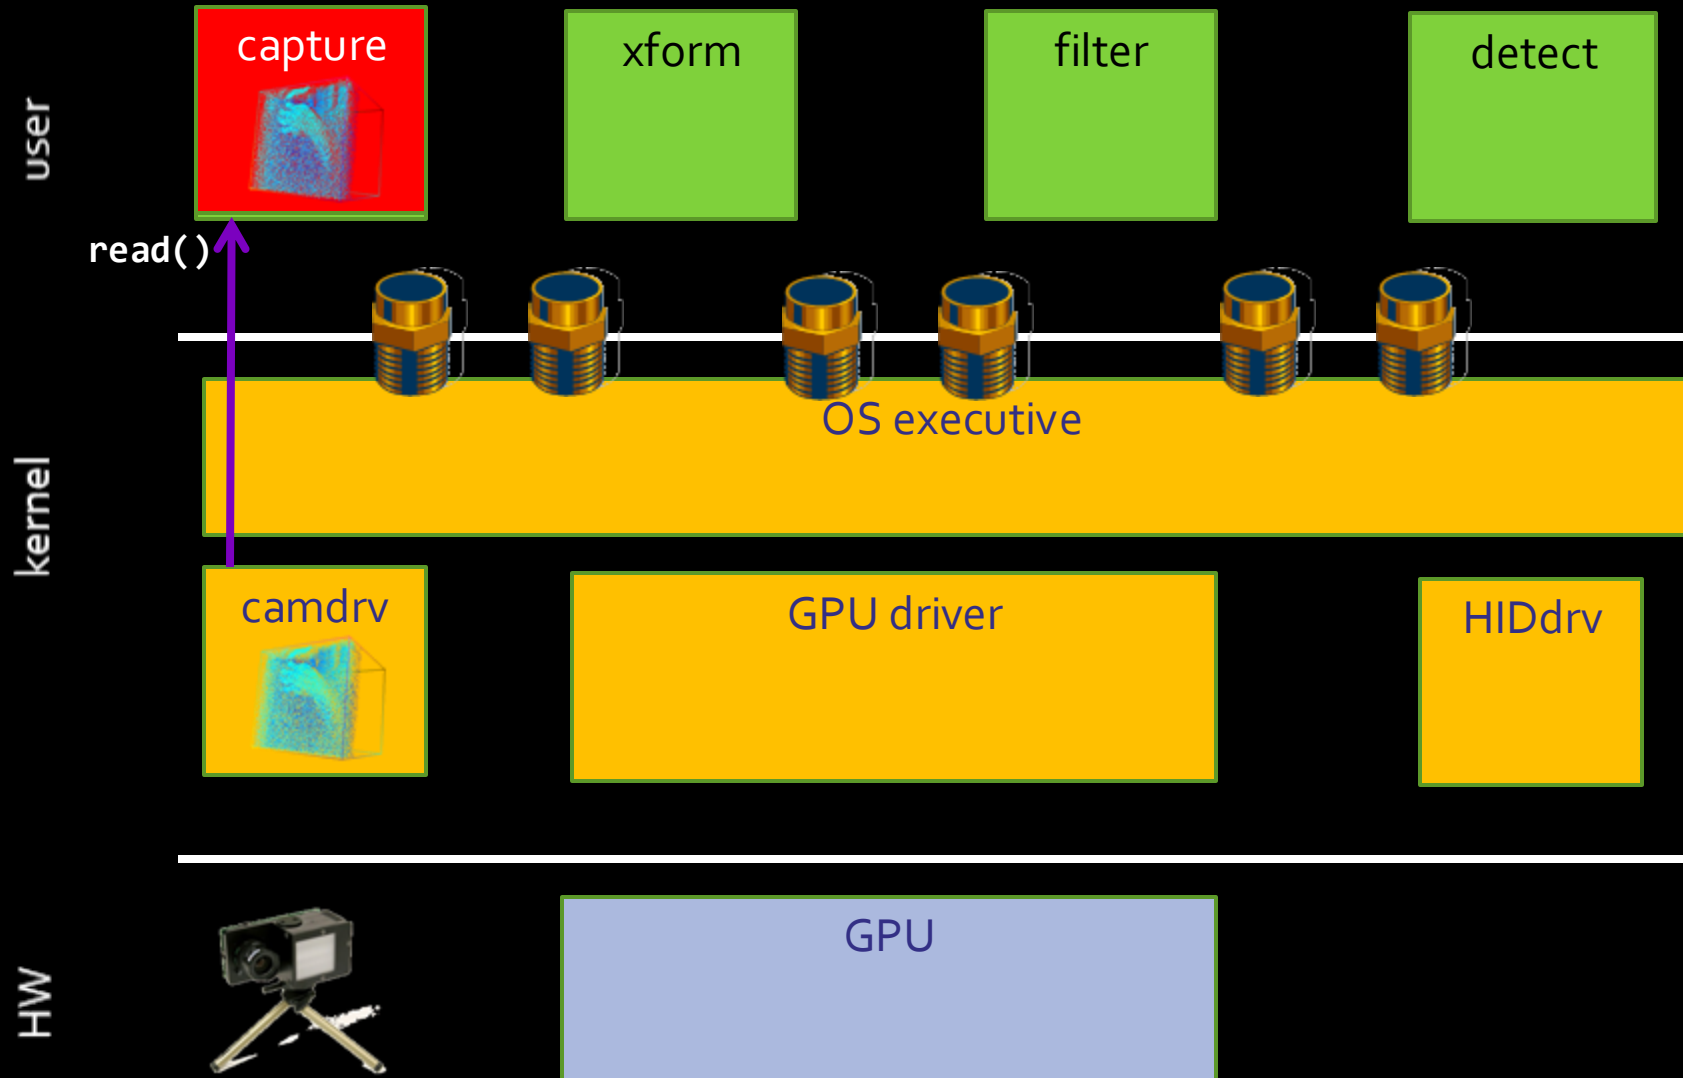 capture
xform
filter
detect
user
read()
OS executive
kernel
camdrv
GPU driver
HIDdrv
GPU
HW